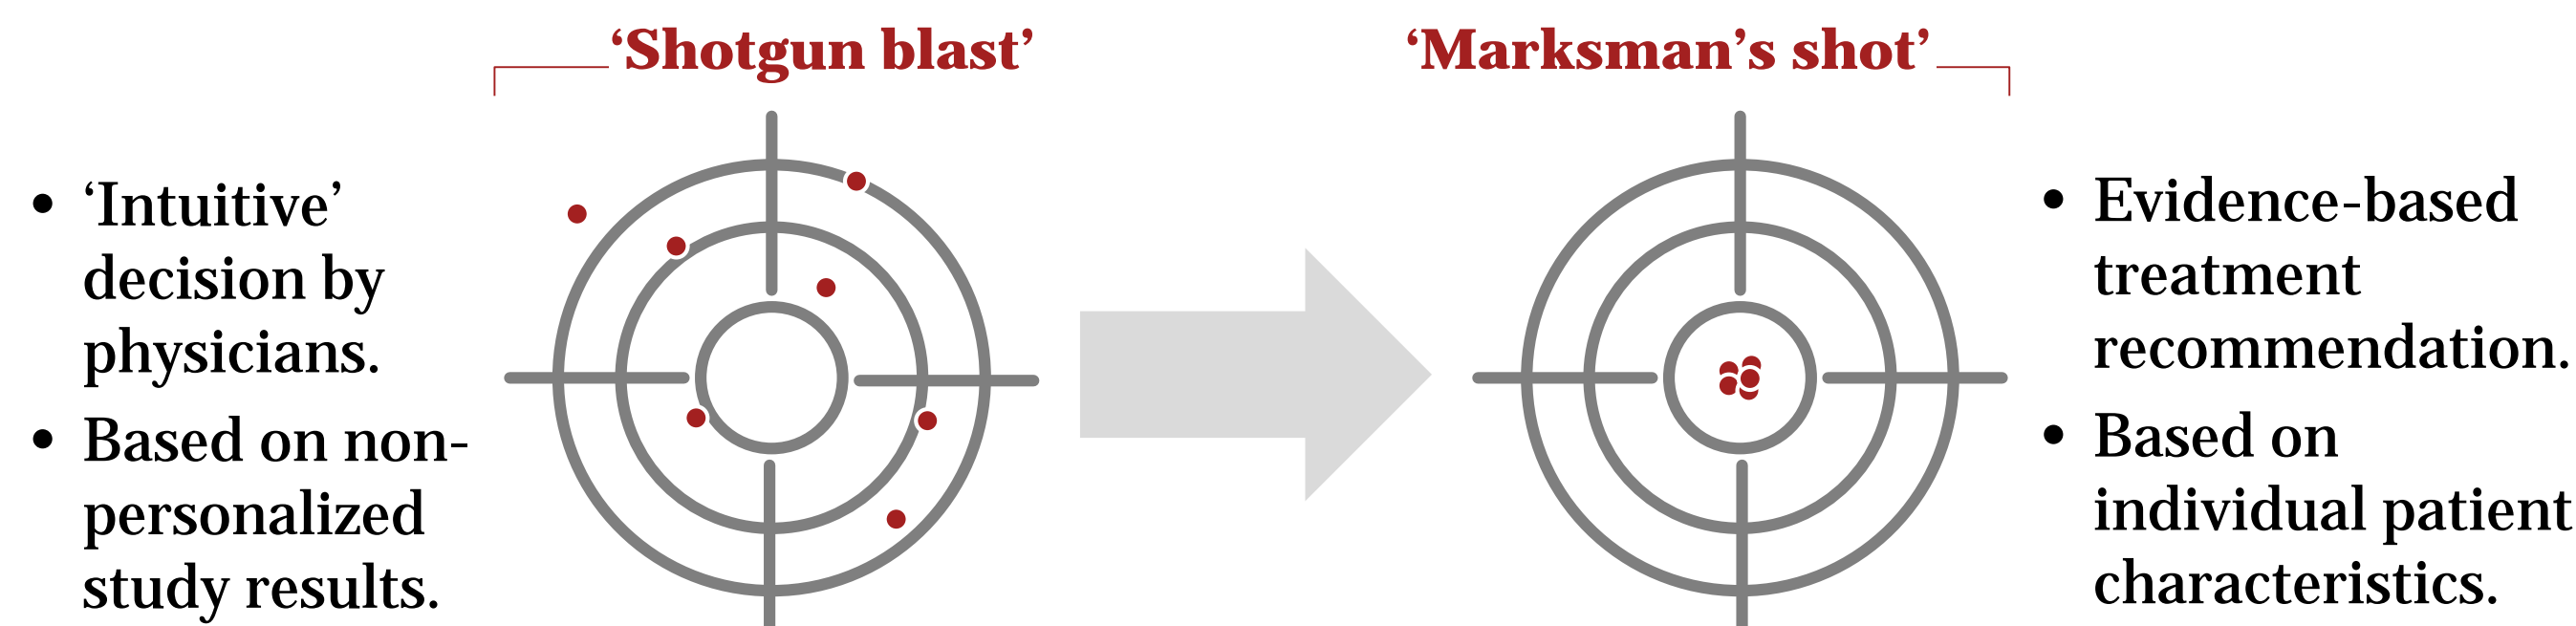 ‘Shotgun blast’
‘Marksman’s shot’
• ‘Intuitive’
decision by
physicians.
• Based on non-
personalized
study results.
• Evidence-based
treatment
recommendation.
• Based on
individual patient
characteristics.